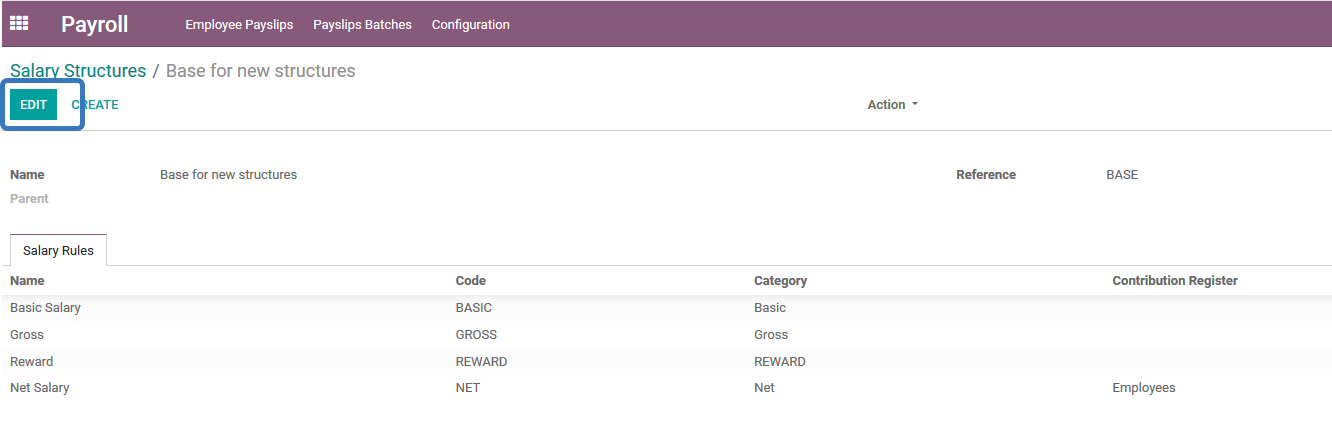 Payroll Employee Payslips Payslips Batches Configuration
Salary Structures / Base for new structures
EDIT CREATE Action
Name Base for new structures Reference BASE
Parent
Salary Rules
Name Code Category Contribution Register
Basic Salary BASIC Basic
Gross GROSS Gross
Reward REWARD REWARD
Net Salary NET Net Employees